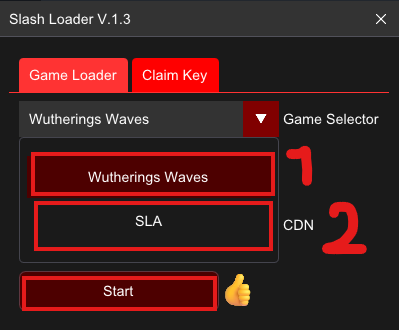 Slash Loader V.1.3
Game Loader Claim Key
Wutherings Waves Game Selector
Wutherings Waves 1
SLA
CDN 2
Start